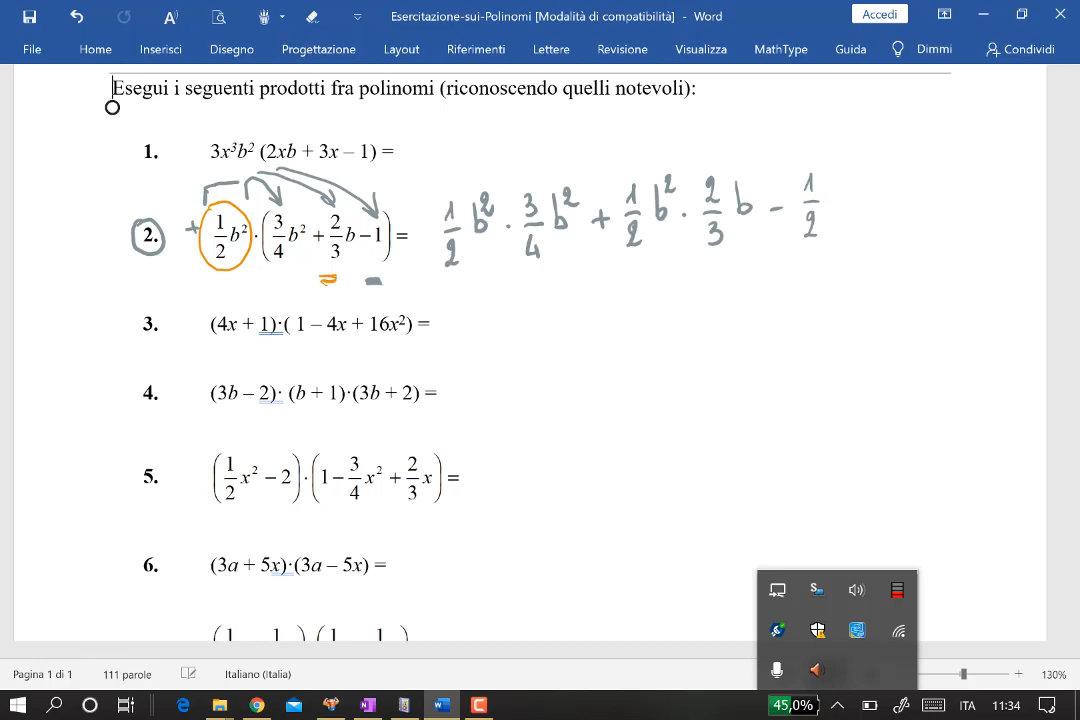 Esercitazione-sui-Polinomi [Modalità di compatibilità] - Word
Accedi
File Home Inserisci Disegno Progettazione Layout Riferimenti Lettere Revisione Visualizza MathType Guida Dimmi Condividi
Esegui i seguenti prodotti fra polinomi (riconoscendo quelli notevoli):
1. 3x³b² (2xb + 3x – 1) =
2. + 1/2 b² · (3/4 b² + 2/3 b − 1) = 1/2 b² · 3/4 b² + 1/2 b² · 2/3 b − 1/2
3. (4x + 1)·( 1 – 4x + 16x²) =
4. (3b – 2)· (b + 1)·(3b + 2) =
5. (1/2 x² − 2) · (1 − 3/4 x² + 2/3 x) =
6. (3a + 5x)·(3a – 5x) =
Pagina 1 di 1 111 parole Italiano (Italia) 130%
45,0% ITA 11:34